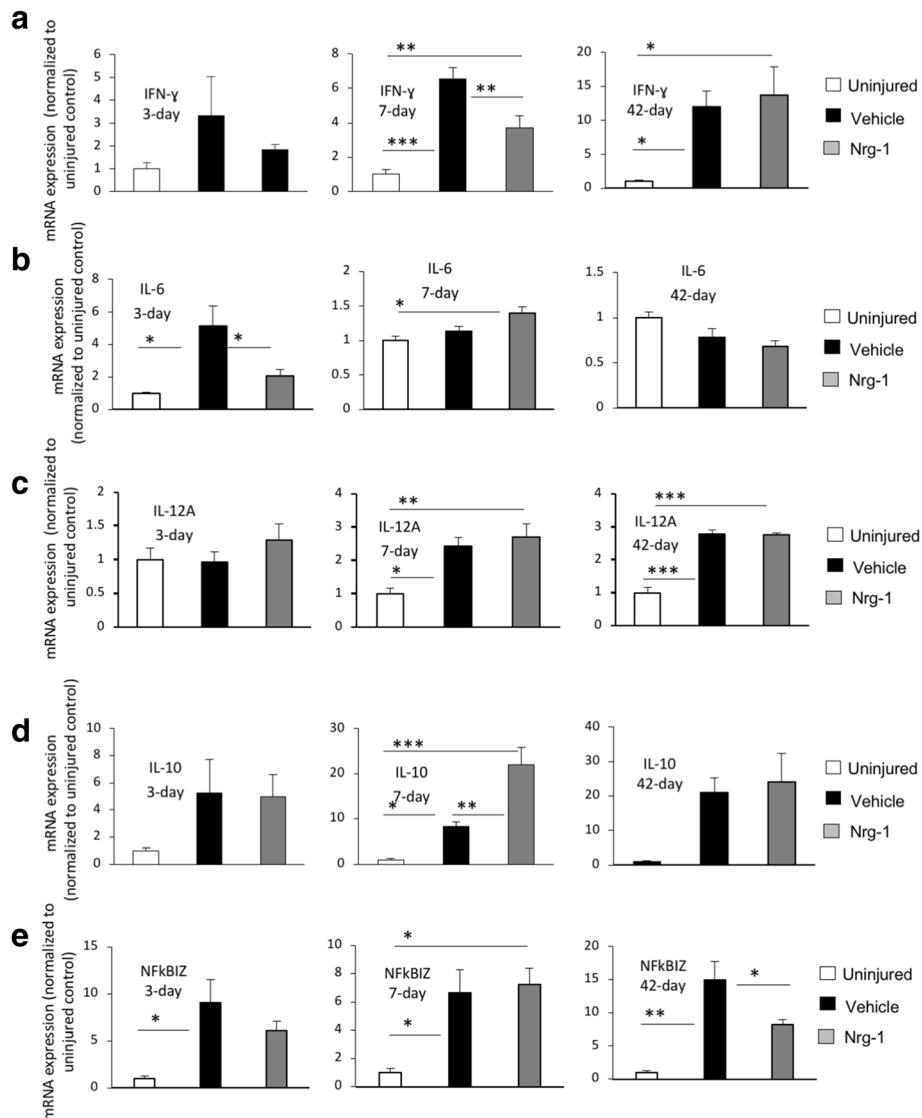 a
mRNA expression (normalized to
uninjured control)
6
5
4
3
2
1
0
IFN-ɣ
3-day
8
6
4
2
0
**
IFN-ɣ
7-day
**
***
20
15
10
5
0
*
IFN-ɣ
42-day
*
Uninjured
Vehicle
Nrg-1
b
mRNA expression
(normalized to uninjured control)
8
6
4
2
0
IL-6
3-day
*
*
2
1.5
1
0.5
0
IL-6
7-day
*
1.5
1
0.5
0
IL-6
42-day
Uninjured
Vehicle
Nrg-1
c
mRNA expression (normalized to
uninjured control)
2
1.5
1
0.5
0
IL-12A
3-day
4
3
2
1
0
**
IL-12A
7-day
*
4
3
2
1
0
***
IL-12A
42-day
***
Uninjured
Vehicle
Nrg-1
d
mRNA expression
(normalized to uninjured control)
10
8
6
4
2
0
IL-10
3-day
30
20
10
0
***
IL-10
7-day
*
**
40
30
20
10
0
IL-10
42-day
Uninjured
Vehicle
Nrg-1
e
mRNA expression (normalized to
uninjured control)
15
10
5
0
NFkBIZ
3-day
*
10
8
6
4
2
0
*
NFkBIZ
7-day
*
20
15
10
5
0
NFkBIZ
42-day
*
**
Uninjured
Vehicle
Nrg-1